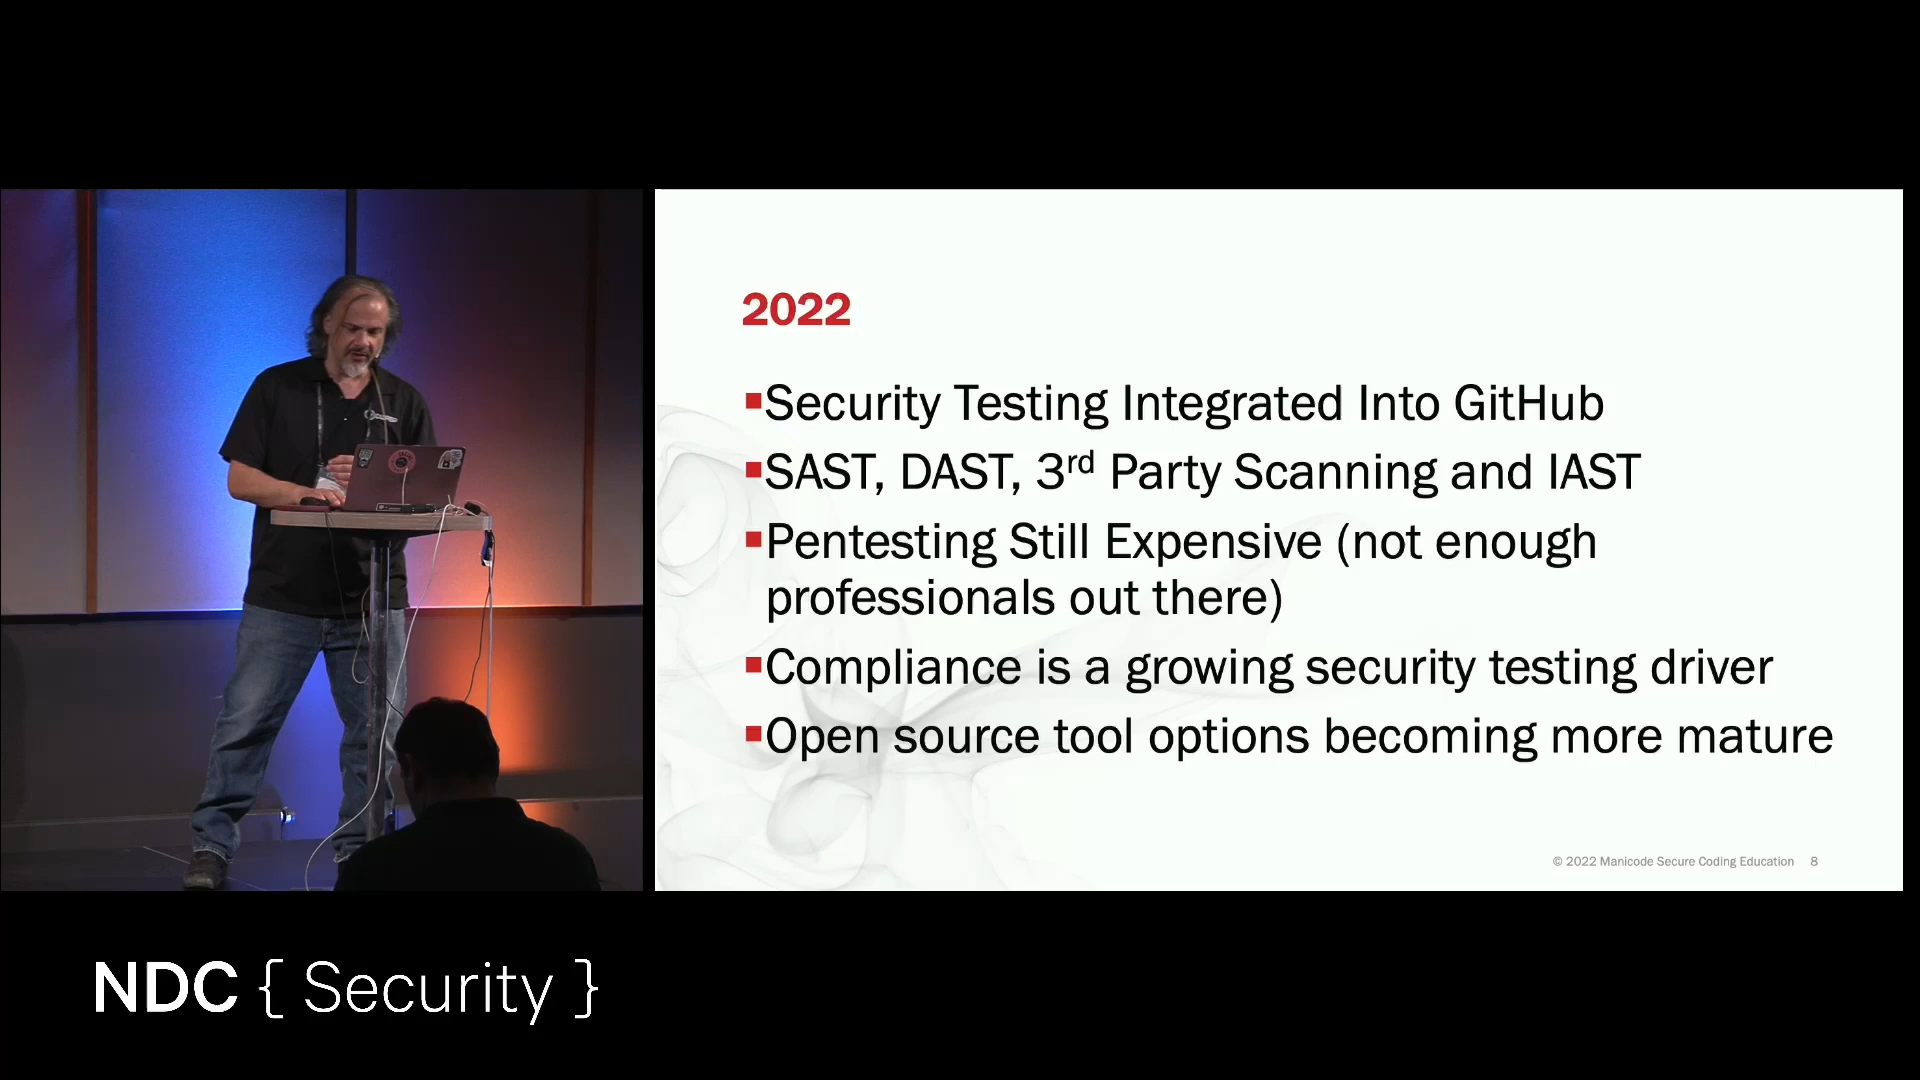 2022
▪Security Testing Integrated Into GitHub
▪SAST, DAST, 3rd Party Scanning and IAST
▪Pentesting Still Expensive (not enough
professionals out there)
▪Compliance is a growing security testing driver
▪Open source tool options becoming more mature
© 2022 Manicode Secure Coding Education 8
NDC { Security }